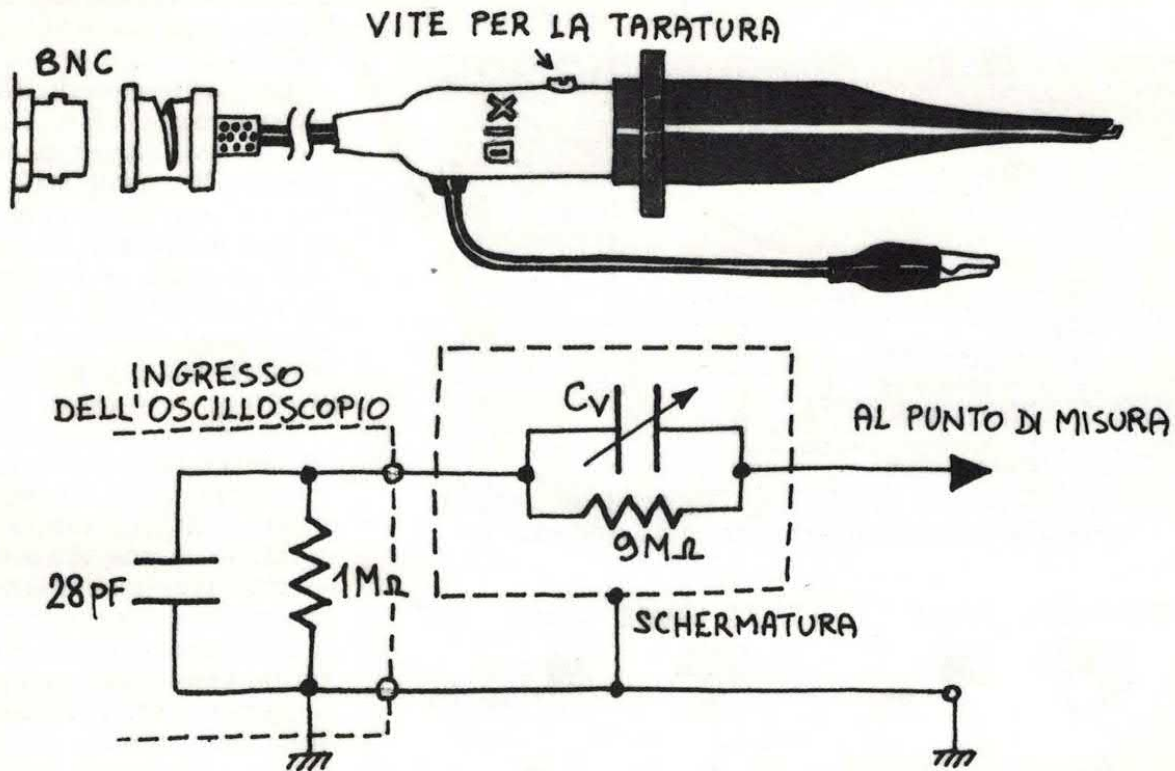 VITE PER LA TARATURA
BNC
X10
INGRESSO
DELL'OSCILLOSCOPIO
Cv
AL PUNTO DI MISURA
9MΩ
28pF
1MΩ
SCHERMATURA